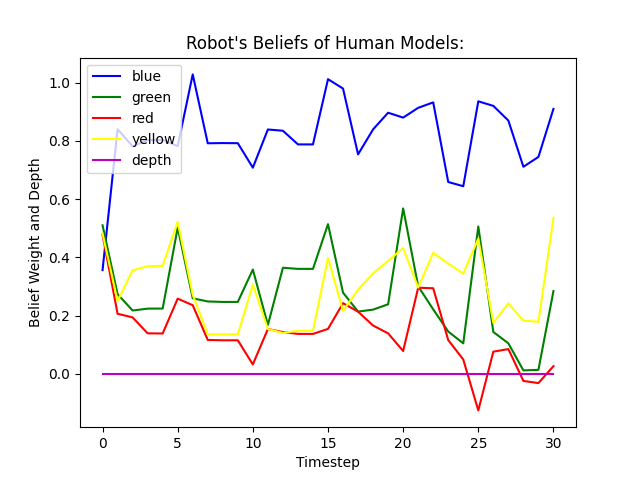 Robot's Beliefs of Human Models:
blue
green
red
yellow
depth
Belief Weight and Depth
1.0
0.8
0.6
0.4
0.2
0.0
0 5 10 15 20 25 30
Timestep